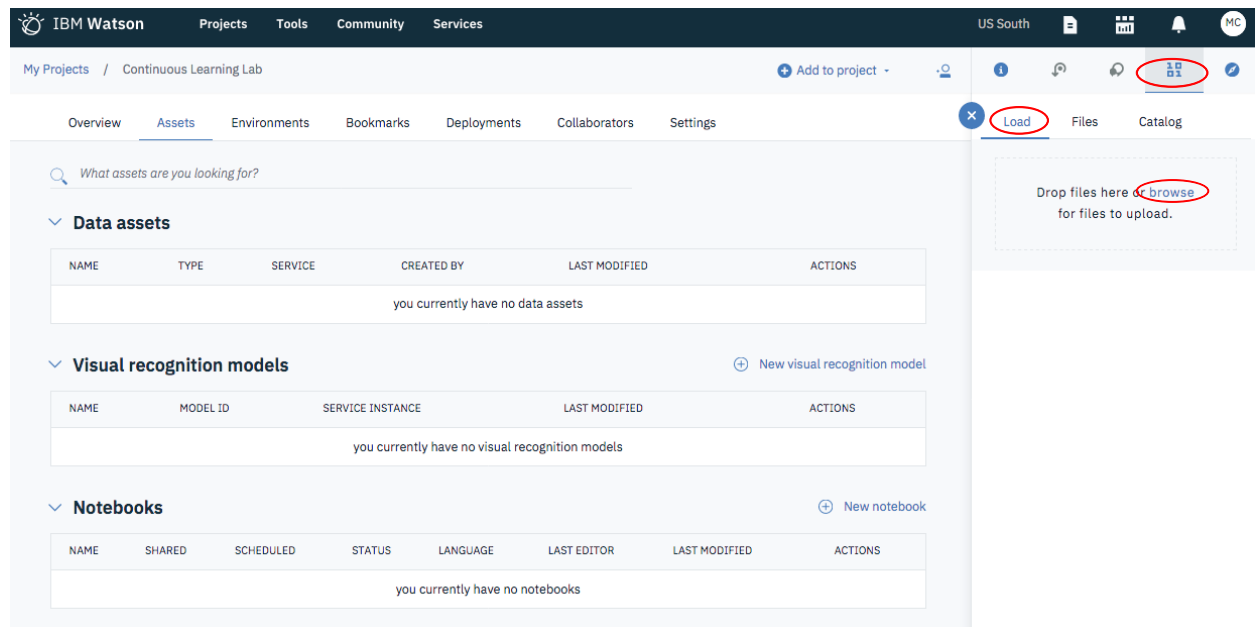 IBM Watson Projects Tools Community Services US South MC
My Projects / Continuous Learning Lab Add to project
Overview Assets Environments Bookmarks Deployments Collaborators Settings
Load Files Catalog
What assets are you looking for?
Drop files here or browse
for files to upload.
Data assets
NAME TYPE SERVICE CREATED BY LAST MODIFIED ACTIONS
you currently have no data assets
Visual recognition models New visual recognition model
NAME MODEL ID SERVICE INSTANCE LAST MODIFIED ACTIONS
you currently have no visual recognition models
Notebooks New notebook
NAME SHARED SCHEDULED STATUS LANGUAGE LAST EDITOR LAST MODIFIED ACTIONS
you currently have no notebooks